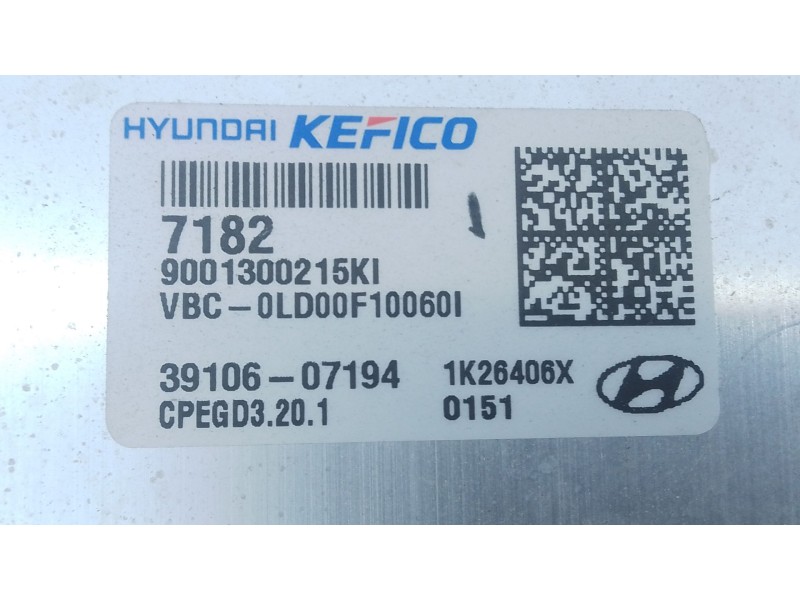 HYUNDAI KEFICO
7182
9001300215KI
VBC-0LD00F10060I
39106-07194 1K26406X
CPEGD3.20.1 0151